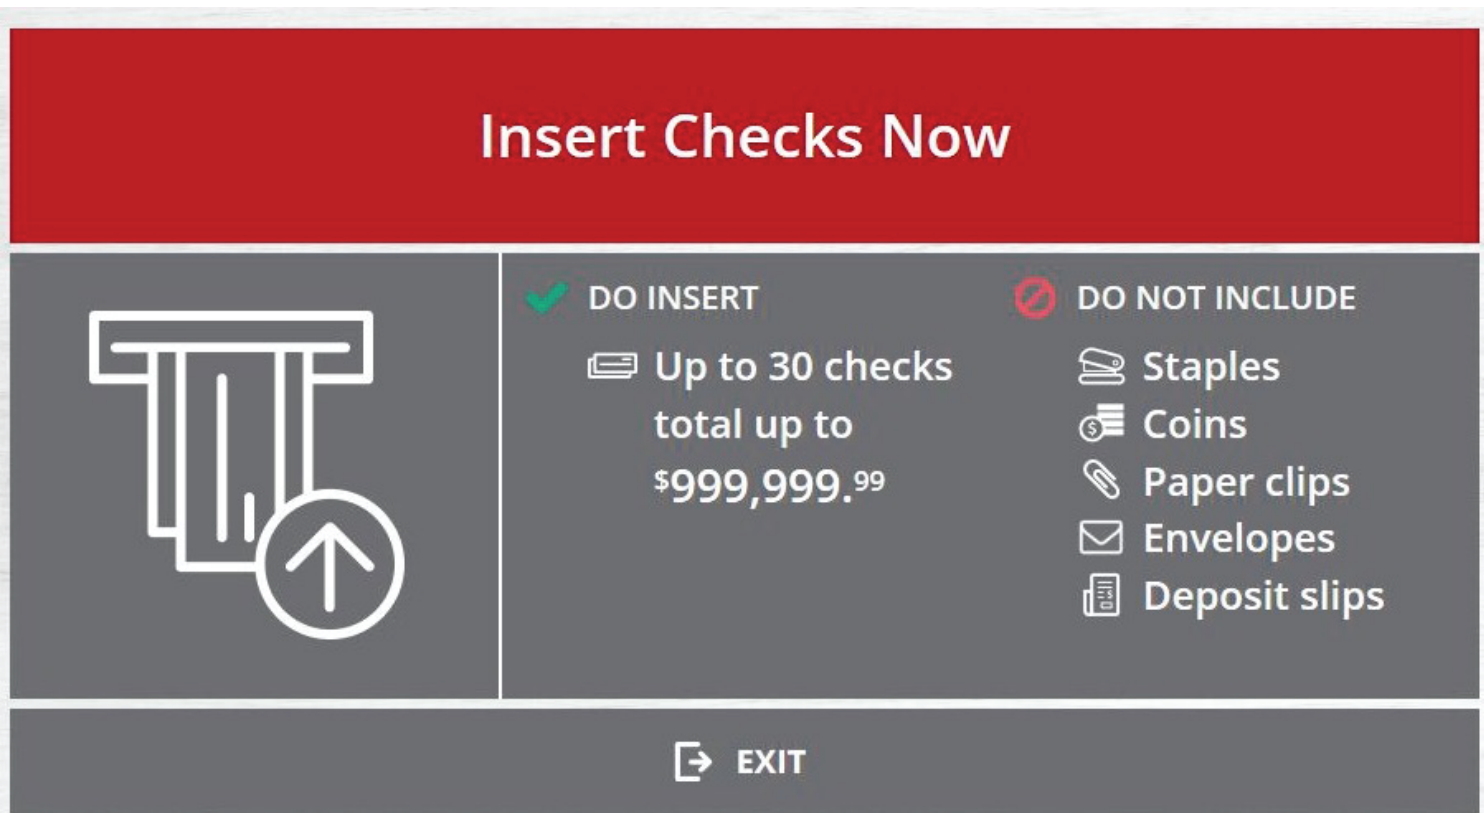 Insert Checks Now
DO INSERT
Up to 30 checks
total up to
$999,999.99
DO NOT INCLUDE
Staples
Coins
Paper clips
Envelopes
Deposit slips
EXIT